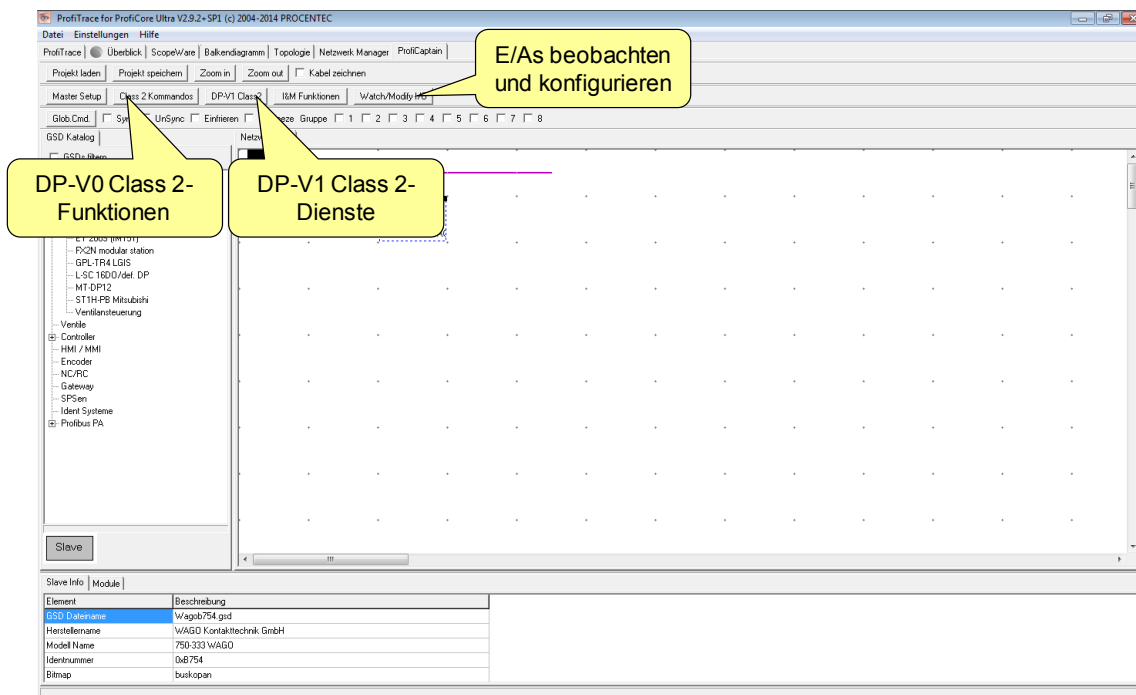 ProfiTrace for ProfiCore Ultra V2.9.2+SP1 (c) 2004-2014 PROCENTEC
Datei Einstellungen Hilfe
ProfiTrace Überblick ScopeWare Balkendiagramm Topologie Netzwerk Manager ProfiCaptain
E/As beobachten
und konfigurieren
Projekt laden Projekt speichern Zoom in Zoom out Kabel zeichnen
Master Setup Class 2 Kommandos DP-V1 Class2 I&M Funktionen Watch/Modify I/O
Glob.Cmd. UnSync Einfrieren Gruppe 1 2 3 4 5 6 7 8
GSD Katalog
GSDs filtern
DP-V0 Class 2-
Funktionen
DP-V1 Class 2-
Dienste
ET 200S (IM151)
FX2N modular station
GPL-TR4 LGIS
L-SC 16DO/def. DP
MT-DP12
ST1H-PB Mitsubishi
Ventilansteuerung
Ventile
Controller
HMI / MMI
Encoder
NC/RC
Gateway
SPSen
Ident Systeme
Profibus PA
Slave
Slave Info Module
Element Beschreibung
GSD Dateiname Wagob754.gsd
Herstellername WAGO Kontakttechnik GmbH
Modell Name 750-333 WAGO
Identnummer 0xB754
Bitmap buskopan